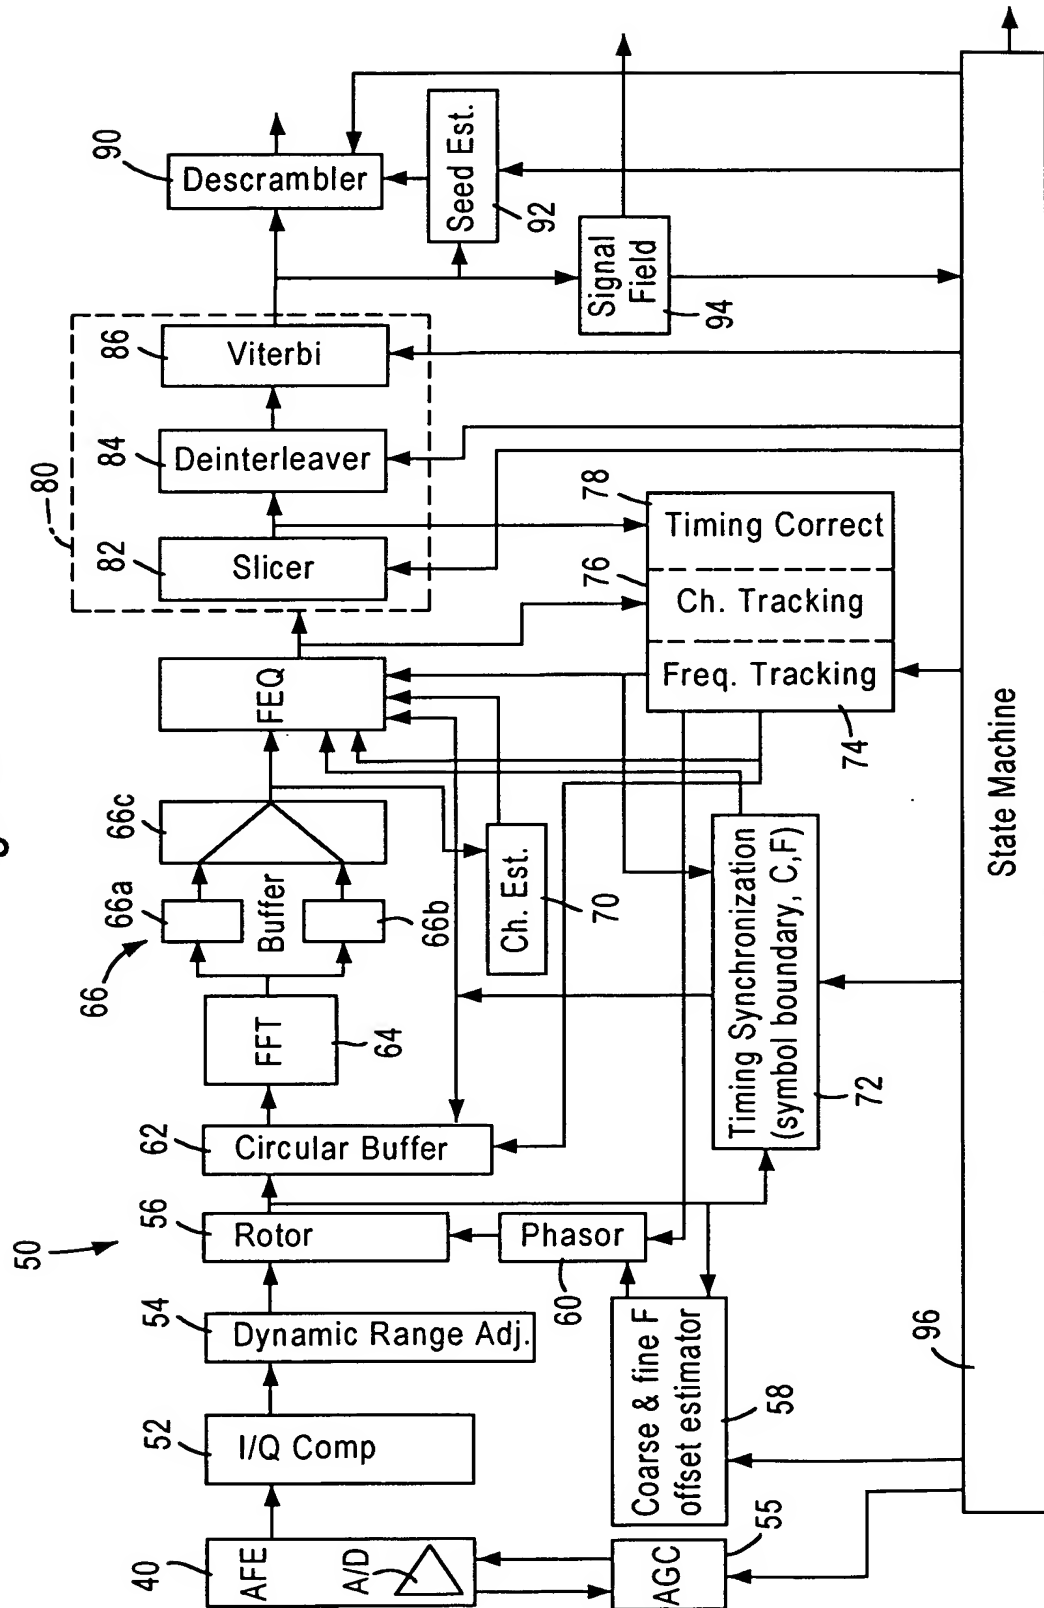 50
40
AFE
A/D
AGC
55
52
I/Q Comp
54
Dynamic Range Adj.
56
Rotor
Phasor
60
Coarse & fine F
offset estimator
58
62
Circular Buffer
FFT
64
66
66a
Buffer
66b
66c
FEQ
Ch. Est.
70
Timing Synchronization
(symbol boundary, C,F)
72
Freq. Tracking
74
Ch. Tracking
76
Timing Correct
78
80
82
Slicer
84
Deinterleaver
86
Viterbi
90
Descrambler
Seed Est.
92
Signal
Field
94
State Machine
96